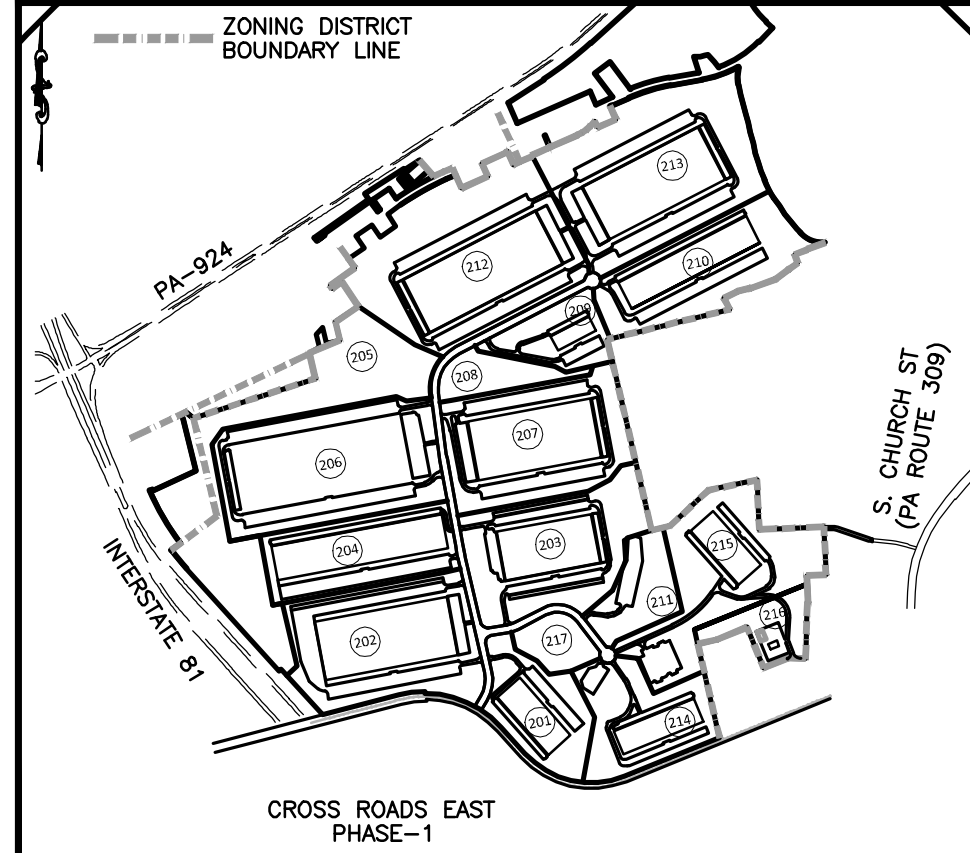 ZONING DISTRICT
BOUNDARY LINE
213
212
210
PA-924
209
205
208
S. CHURCH ST
(PA ROUTE 309)
207
206
204
203
215
INTERSTATE 81
211
216
202
217
201
214
CROSS ROADS EAST
PHASE-1